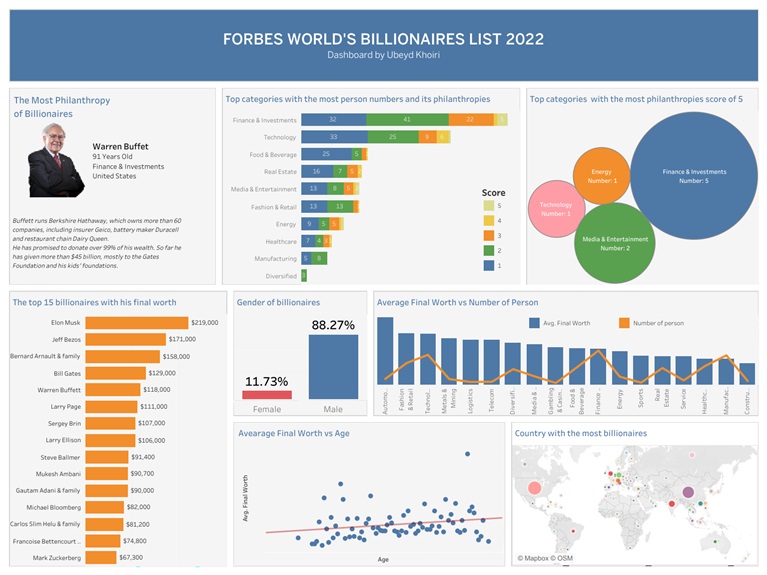 FORBES WORLD'S BILLIONAIRES LIST 2022
Dashboard by Ubeyd Khoiri
The Most Philanthropy
of Billionaires
Warren Buffet
91 Years Old
Finance & Investments
United States
Buffett runs Berkshire Hathaway, which owns more than 60
companies, including insurer Geico, battery maker Duracell
and restaurant chain Dairy Queen.
He has promised to donate over 99% of his wealth. So far he
has given more than $45 billion, mostly to the Gates
Foundation and his kids' foundations.
Top categories with the most person numbers and its philanthropies
Finance & Investments 32 41 22
Technology 33 25 9 6
Food & Beverage 25 5
Real Estate 16 7 5
Media & Entertainment 13 8 5
Fashion & Retail 13 13
Energy 9 5 5
Healthcare 7 4 3
Manufacturing 5 8
Diversified
Score
5
4
3
2
1
Top categories with the most philanthropies score of 5
Finance & Investments
Number: 5
Energy
Number: 1
Technology
Number: 1
Media & Entertainment
Number: 2
The top 15 billionaires with his final worth
Elon Musk $219,000
Jeff Bezos $171,000
Bernard Arnault & family $158,000
Bill Gates $129,000
Warren Buffett $118,000
Larry Page $111,000
Sergey Brin $107,000
Larry Ellison $106,000
Steve Ballmer $91,400
Mukesh Ambani $90,700
Gautam Adani & family $90,000
Michael Bloomberg $82,000
Carlos Slim Helu & family $81,200
Francoise Bettencourt .. $74,800
Mark Zuckerberg $67,300
Gender of billionaires
88.27%
11.73%
Female Male
Average Final Worth vs Number of Person
Avg. Final Worth Number of person
Automo..
Fashion
& Retail
Technol..
Metals &
Mining
Logistics
Telecom
Diversifi..
Media & ..
Gambling
& Casin..
Food &
Beverage
Finance ..
Energy
Sports
Real
Estate
Service
Healthc..
Manufac..
Constru..
Avearage Final Worth vs Age
Avg. Final Worth
Age
Country with the most billionaires
© Mapbox © OSM